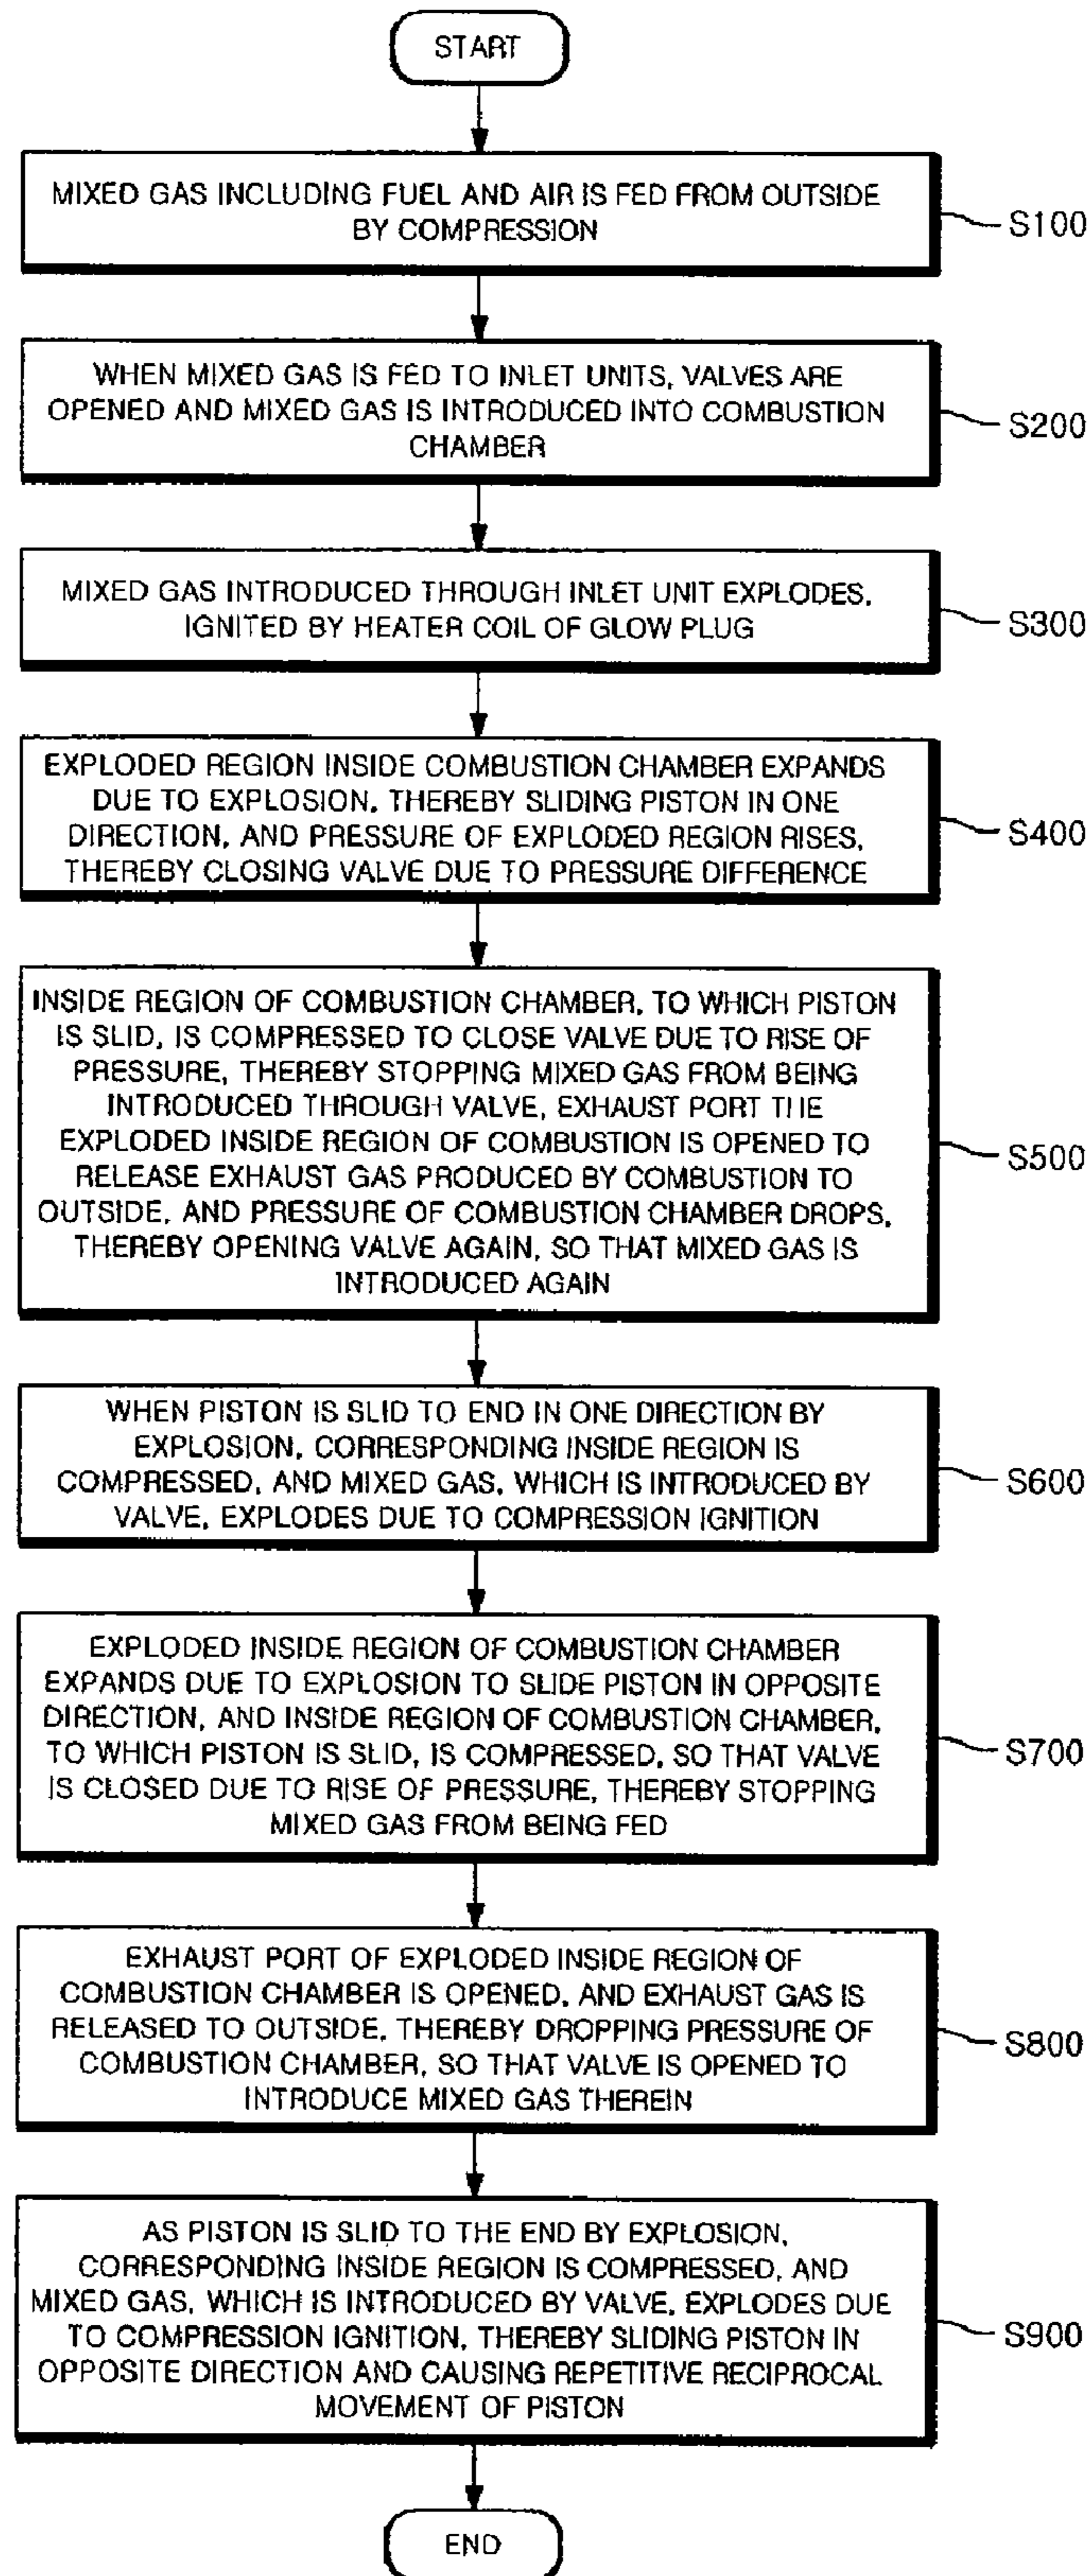 START
MIXED GAS INCLUDING FUEL AND AIR IS FED FROM OUTSIDE
BY COMPRESSION
S100
WHEN MIXED GAS IS FED TO INLET UNITS, VALVES ARE
OPENED AND MIXED GAS IS INTRODUCED INTO COMBUSTION
CHAMBER
S200
MIXED GAS INTRODUCED THROUGH INLET UNIT EXPLODES,
IGNITED BY HEATER COIL OF GLOW PLUG
S300
EXPLODED REGION INSIDE COMBUSTION CHAMBER EXPANDS
DUE TO EXPLOSION, THEREBY SLIDING PISTON IN ONE
DIRECTION, AND PRESSURE OF EXPLODED REGION RISES,
THEREBY CLOSING VALVE DUE TO PRESSURE DIFFERENCE
S400
INSIDE REGION OF COMBUSTION CHAMBER, TO WHICH PISTON
IS SLID, IS COMPRESSED TO CLOSE VALVE DUE TO RISE OF
PRESSURE, THEREBY STOPPING MIXED GAS FROM BEING
INTRODUCED THROUGH VALVE, EXHAUST PORT THE
EXPLODED INSIDE REGION OF COMBUSTION IS OPENED TO
RELEASE EXHAUST GAS PRODUCED BY COMBUSTION TO
OUTSIDE, AND PRESSURE OF COMBUSTION CHAMBER DROPS,
THEREBY OPENING VALVE AGAIN, SO THAT MIXED GAS IS
INTRODUCED AGAIN
S500
WHEN PISTON IS SLID TO END IN ONE DIRECTION BY
EXPLOSION, CORRESPONDING INSIDE REGION IS
COMPRESSED, AND MIXED GAS, WHICH IS INTRODUCED BY
VALVE, EXPLODES DUE TO COMPRESSION IGNITION
S600
EXPLODED INSIDE REGION OF COMBUSTION CHAMBER
EXPANDS DUE TO EXPLOSION TO SLIDE PISTON IN OPPOSITE
DIRECTION, AND INSIDE REGION OF COMBUSTION CHAMBER,
TO WHICH PISTON IS SLID, IS COMPRESSED, SO THAT VALVE
IS CLOSED DUE TO RISE OF PRESSURE, THEREBY STOPPING
MIXED GAS FROM BEING FED
S700
EXHAUST PORT OF EXPLODED INSIDE REGION OF
COMBUSTION CHAMBER IS OPENED, AND EXHAUST GAS IS
RELEASED TO OUTSIDE, THEREBY DROPPING PRESSURE OF
COMBUSTION CHAMBER, SO THAT VALVE IS OPENED TO
INTRODUCE MIXED GAS THEREIN
S800
AS PISTON IS SLID TO THE END BY EXPLOSION,
CORRESPONDING INSIDE REGION IS COMPRESSED, AND
MIXED GAS, WHICH IS INTRODUCED BY VALVE, EXPLODES DUE
TO COMPRESSION IGNITION, THEREBY SLIDING PISTON IN
OPPOSITE DIRECTION AND CAUSING REPETITIVE RECIPROCAL
MOVEMENT OF PISTON
S900
END